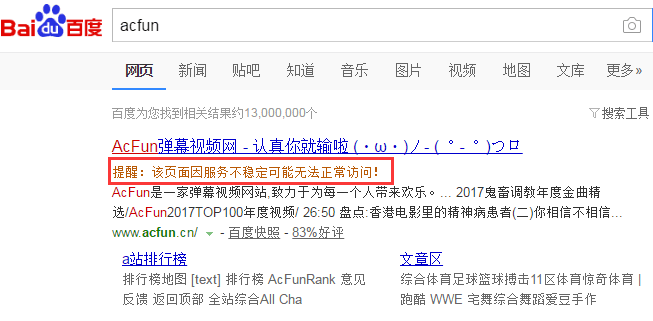 Bai du 百度
acfun
网页 新闻 贴吧 知道 音乐 图片 视频 地图 文库 更多»
百度为您找到相关结果约13,000,000个 搜索工具
AcFun弹幕视频网 - 认真你就输啦 (・ω・)ノ- ( ゜- ゜)つロ
提醒：该页面因服务不稳定可能无法正常访问！
AcFun是一家弹幕视频网站,致力于为每一个人带来欢乐。... 2017鬼畜调教年度金曲精
选/AcFun2017TOP100年度视频/ 26:50 盘点:香港电影里的精神病患者(二)你相信不相信...
www.acfun.cn/ - 百度快照 - 83%好评
a站排行榜 文章区
排行榜地图 [text] 排行榜 AcFunRank 意见 综合体育足球篮球搏击11区体育惊奇体育 |
反馈 返回顶部 全站综合All Cha 跑酷 WWE 宅舞综合舞蹈爱豆手作